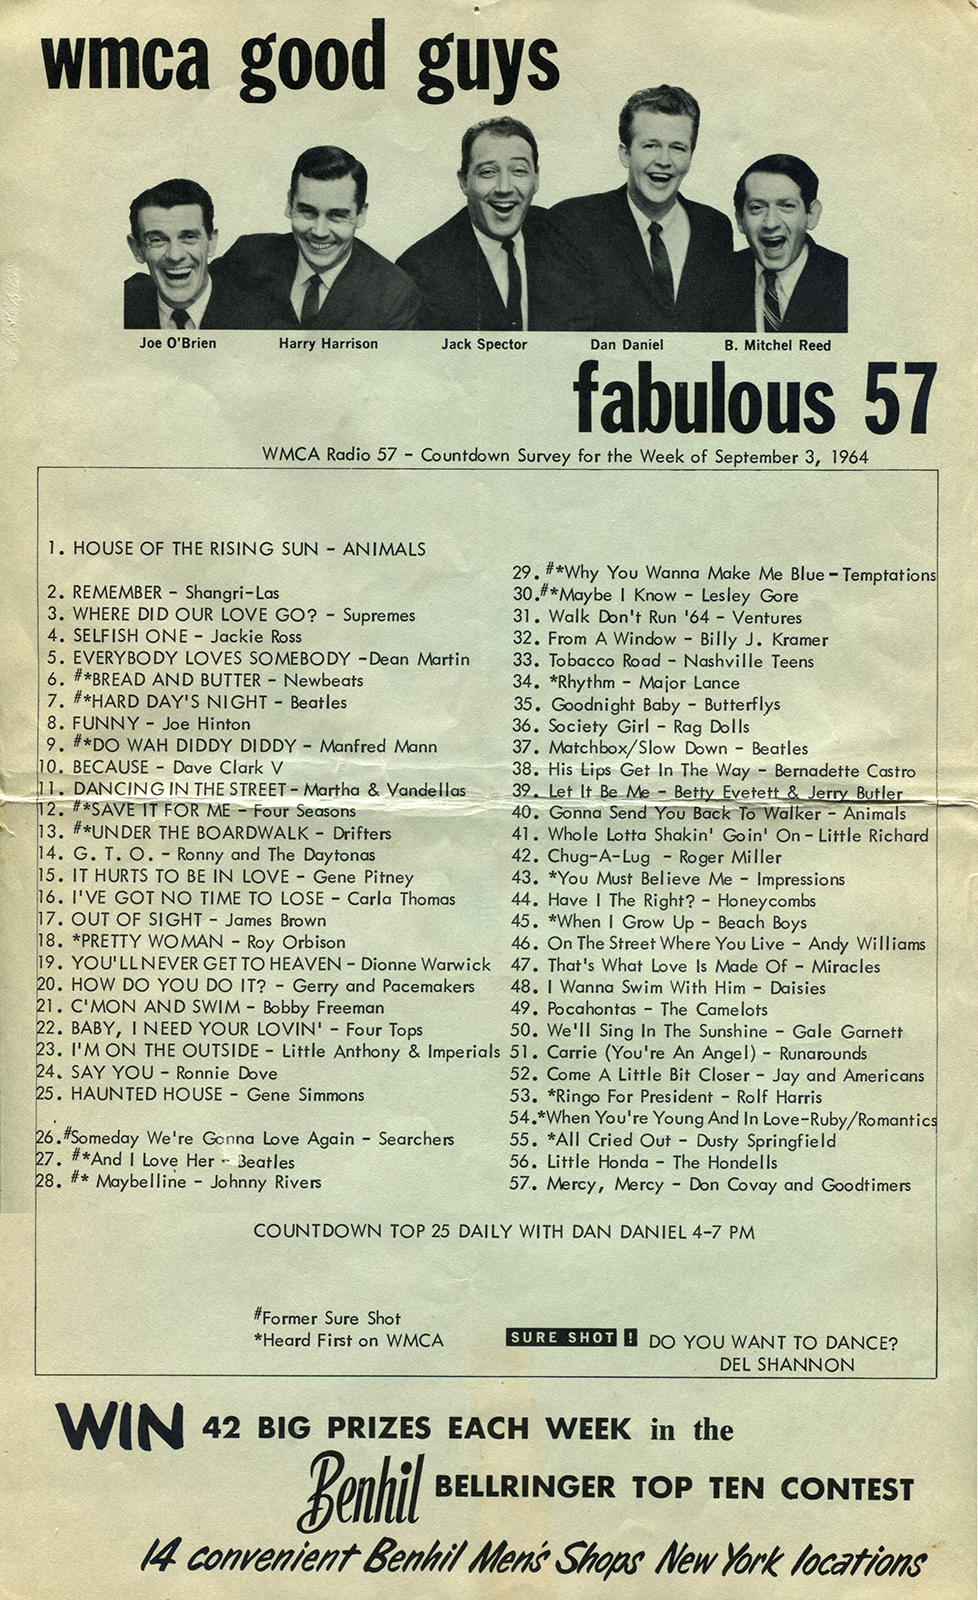 wmca good guys
Joe O'Brien
Harry Harrison
Jack Spector
Dan Daniel
B. Mitchel Reed
fabulous 57
WMCA Radio 57 - Countdown Survey for the Week of September 3, 1964
1. HOUSE OF THE RISING SUN - ANIMALS
2. REMEMBER - Shangri-Las
3. WHERE DID OUR LOVE GO? - Supremes
4. SELFISH ONE - Jackie Ross
5. EVERYBODY LOVES SOMEBODY -Dean Martin
6. #*BREAD AND BUTTER - Newbeats
7. #*HARD DAY'S NIGHT - Beatles
8. FUNNY - Joe Hinton
9. #*DO WAH DIDDY DIDDY - Manfred Mann
10. BECAUSE - Dave Clark V
11. DANCING IN THE STREET - Martha & Vandellas
12. #*SAVE IT FOR ME - Four Seasons
13. #*UNDER THE BOARDWALK - Drifters
14. G. T. O. - Ronny and The Daytonas
15. IT HURTS TO BE IN LOVE - Gene Pitney
16. I'VE GOT NO TIME TO LOSE - Carla Thomas
17. OUT OF SIGHT - James Brown
18. *PRETTY WOMAN - Roy Orbison
19. YOU'LL NEVER GET TO HEAVEN - Dionne Warwick
20. HOW DO YOU DO IT? - Gerry and Pacemakers
21. C'MON AND SWIM - Bobby Freeman
22. BABY, I NEED YOUR LOVIN' - Four Tops
23. I'M ON THE OUTSIDE - Little Anthony & Imperials
24. SAY YOU - Ronnie Dove
25. HAUNTED HOUSE - Gene Simmons
26. #Someday We're Gonna Love Again - Searchers
27. #*And I Love Her - Beatles
28. #* Maybelline - Johnny Rivers
29. #*Why You Wanna Make Me Blue - Temptations
30. #*Maybe I Know - Lesley Gore
31. Walk Don't Run '64 - Ventures
32. From A Window - Billy J. Kramer
33. Tobacco Road - Nashville Teens
34. *Rhythm - Major Lance
35. Goodnight Baby - Butterflys
36. Society Girl - Rag Dolls
37. Matchbox/Slow Down - Beatles
38. His Lips Get In The Way - Bernadette Castro
39. Let It Be Me - Betty Evetett & Jerry Butler
40. Gonna Send You Back To Walker - Animals
41. Whole Lotta Shakin' Goin' On - Little Richard
42. Chug-A-Lug - Roger Miller
43. *You Must Believe Me - Impressions
44. Have I The Right? - Honeycombs
45. *When I Grow Up - Beach Boys
46. On The Street Where You Live - Andy Williams
47. That's What Love Is Made Of - Miracles
48. I Wanna Swim With Him - Daisies
49. Pocahontas - The Camelots
50. We'll Sing In The Sunshine - Gale Garnett
51. Carrie (You're An Angel) - Runarounds
52. Come A Little Bit Closer - Jay and Americans
53. *Ringo For President - Rolf Harris
54. *When You're Young And In Love-Ruby/Romantics
55. *All Cried Out - Dusty Springfield
56. Little Honda - The Hondells
57. Mercy, Mercy - Don Covay and Goodtimers
COUNTDOWN TOP 25 DAILY WITH DAN DANIEL 4-7 PM
#Former Sure Shot
*Heard First on WMCA
SURE SHOT ! DO YOU WANT TO DANCE?
DEL SHANNON
WIN 42 BIG PRIZES EACH WEEK in the
Benhil BELLRINGER TOP TEN CONTEST
14 convenient Benhil Men's Shops New York locations